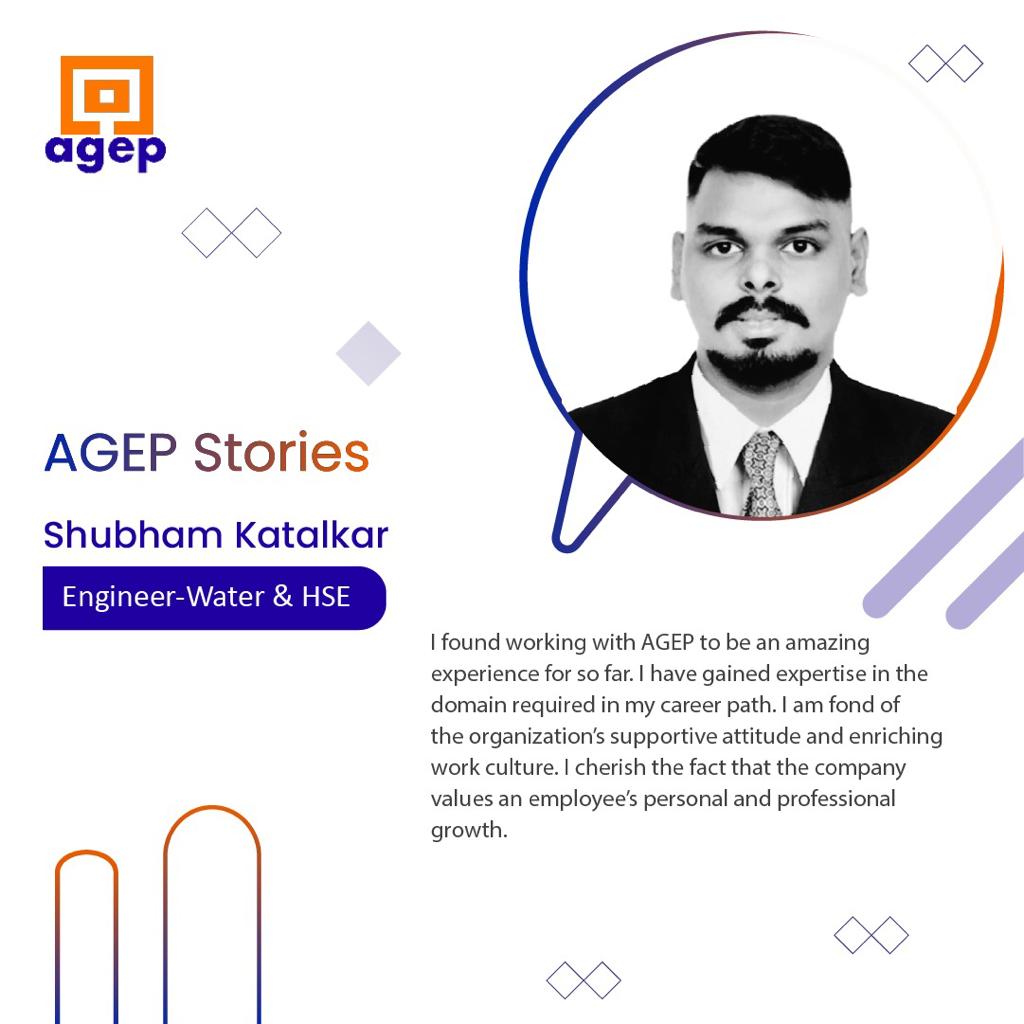 agep
AGEP Stories
Shubham Katalkar
Engineer-Water & HSE
I found working with AGEP to be an amazing
experience for so far. I have gained expertise in the
domain required in my career path. I am fond of
the organization’s supportive attitude and enriching
work culture. I cherish the fact that the company
values an employee’s personal and professional
growth.